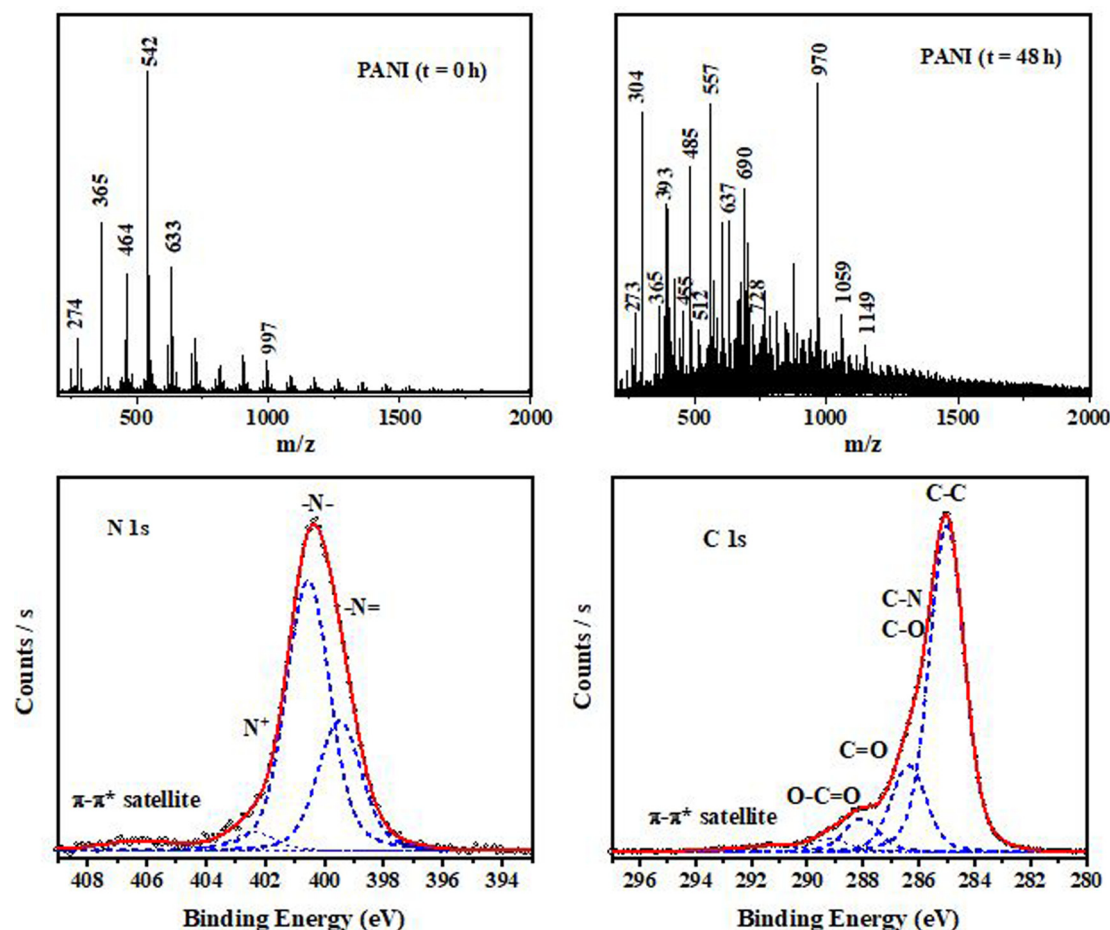 PANI (t = 0 h)
542
365
464
633
274
997
500
1000
1500
2000
m/z
PANI (t = 48 h)
304
557
970
485
393
690
637
273
365
455
512
728
1059
1149
500
1000
1500
2000
m/z
N 1s
-N-
-N=
N⁺
π-π* satellite
Counts / s
408
406
404
402
400
398
396
394
Binding Energy (eV)
C 1s
C-C
C-N
C-O
C=O
O-C=O
π-π* satellite
Counts / s
296
294
292
290
288
286
284
282
280
Binding Energy (eV)